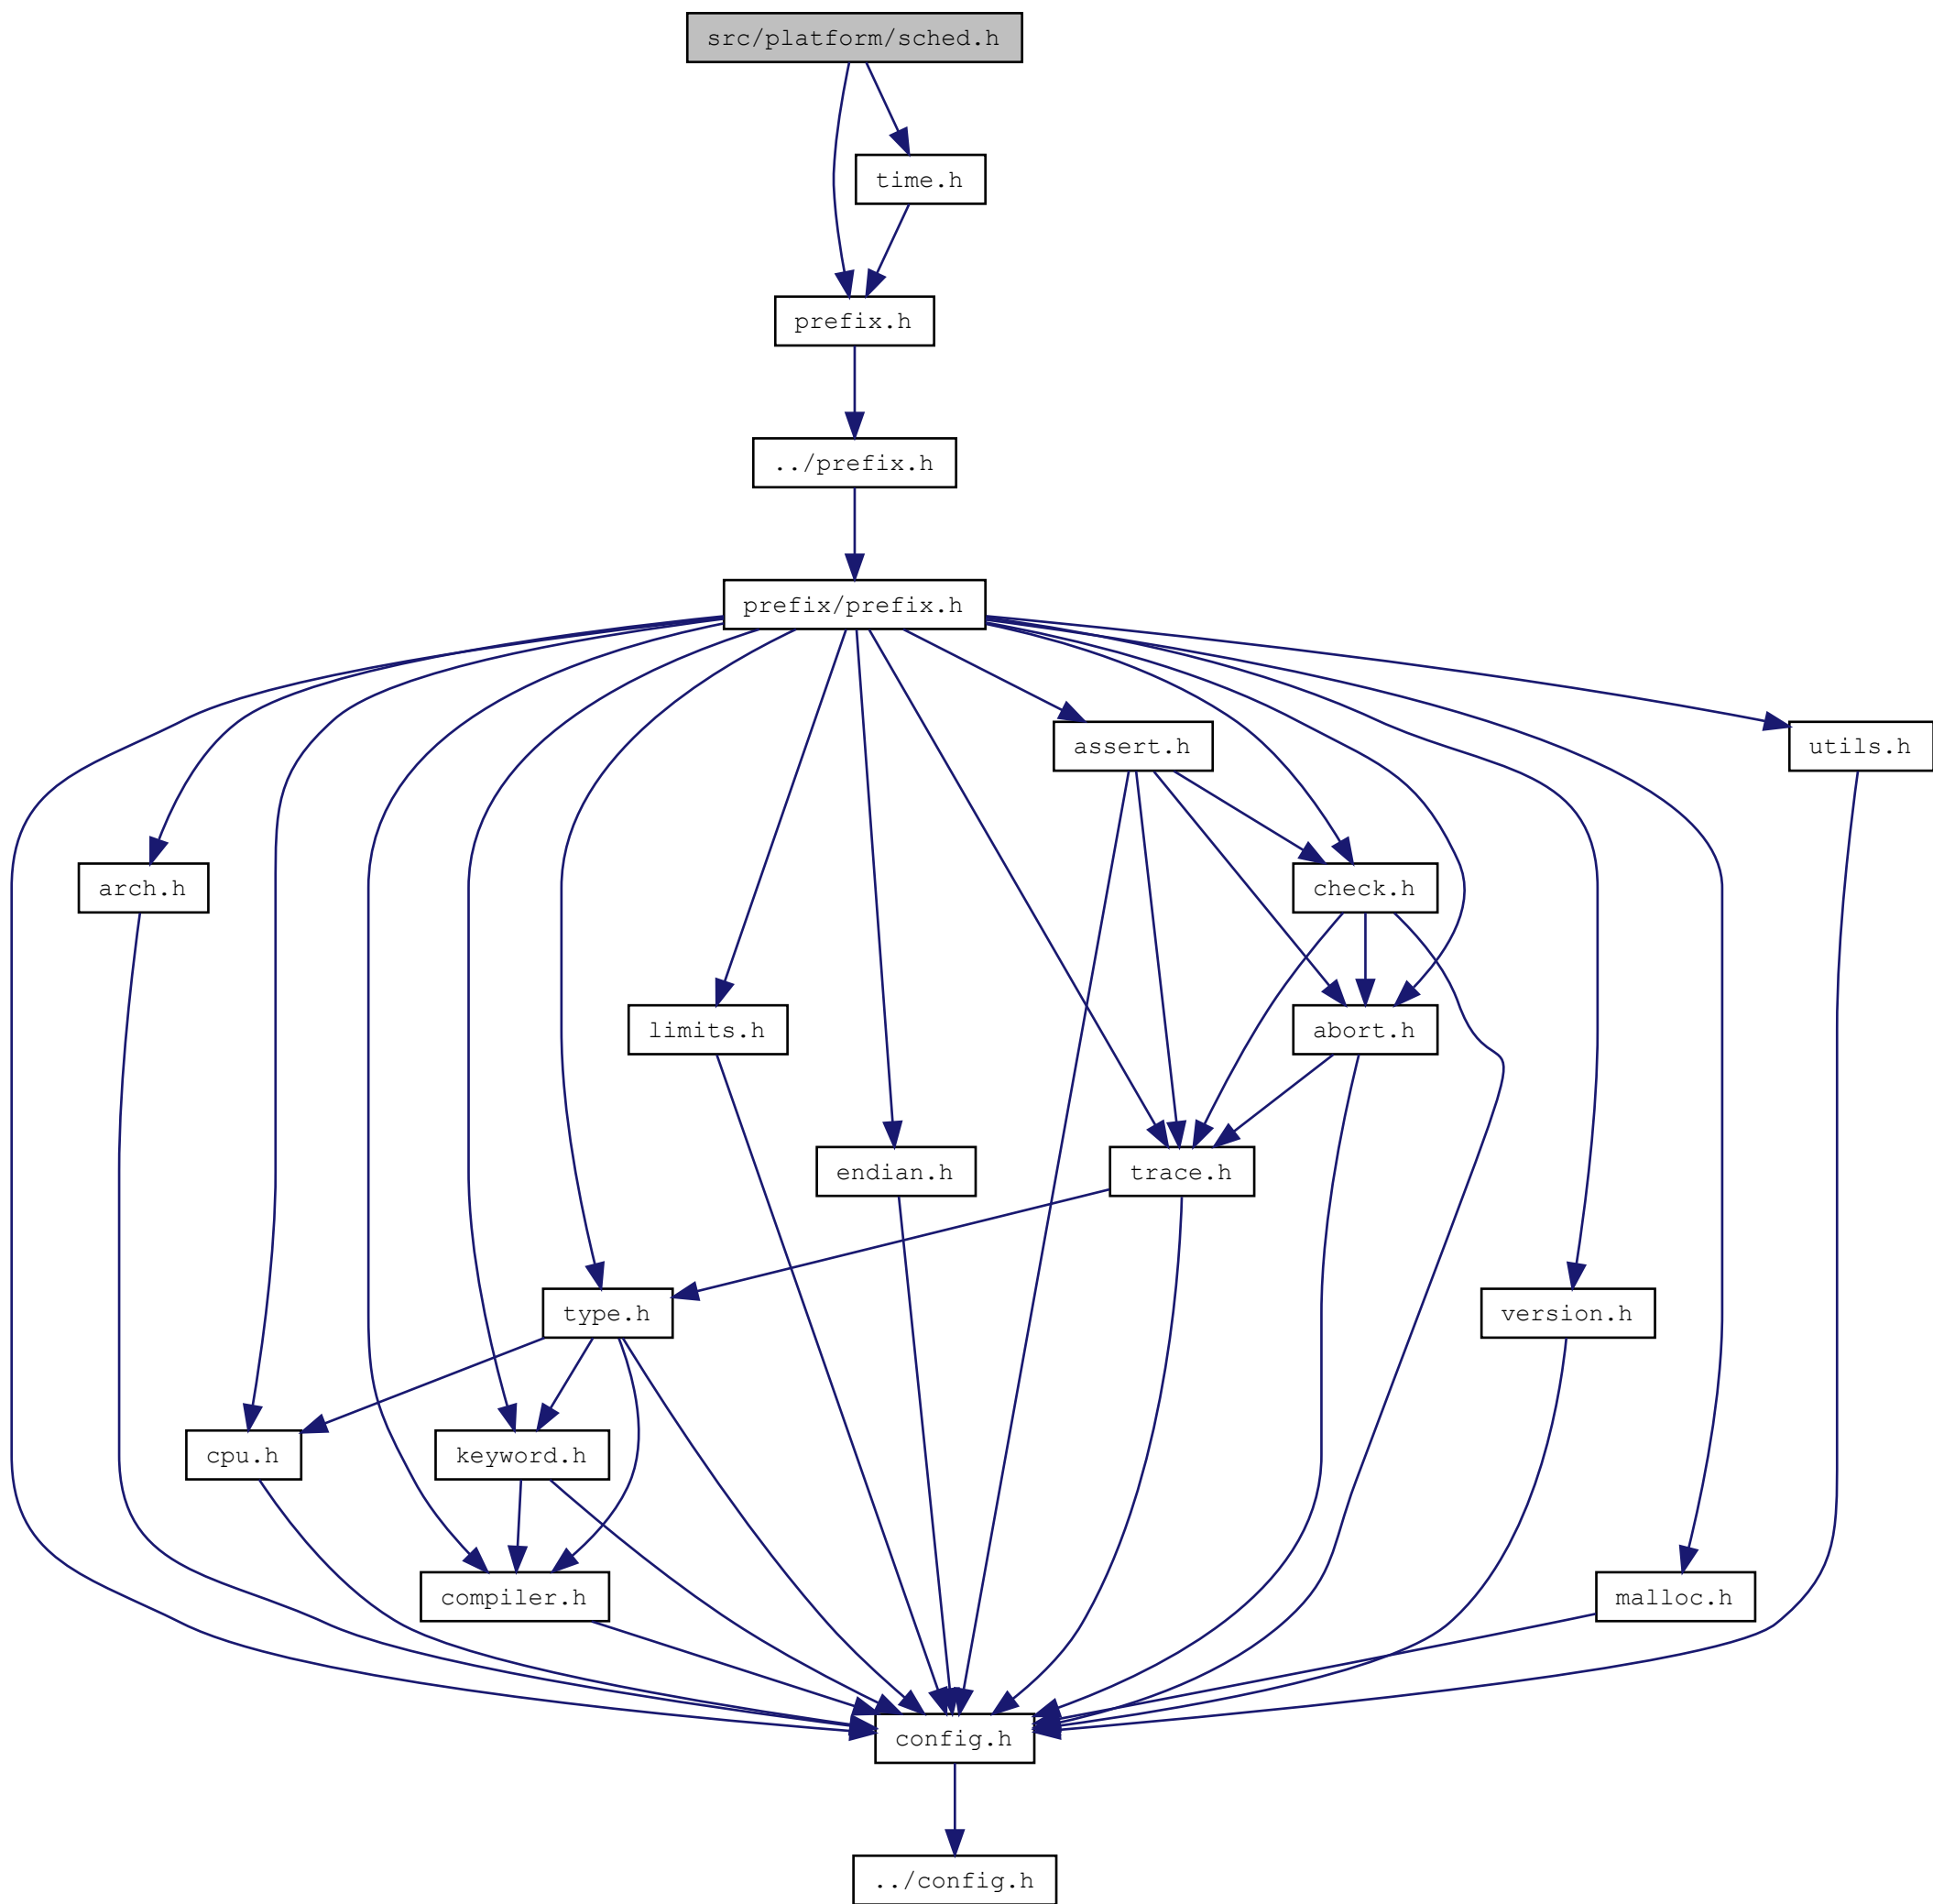 src/platform/sched.h
time.h
prefix.h
../prefix.h
prefix/prefix.h
assert.h
utils.h
arch.h
check.h
limits.h
abort.h
endian.h
trace.h
type.h
version.h
cpu.h
keyword.h
compiler.h
malloc.h
config.h
../config.h